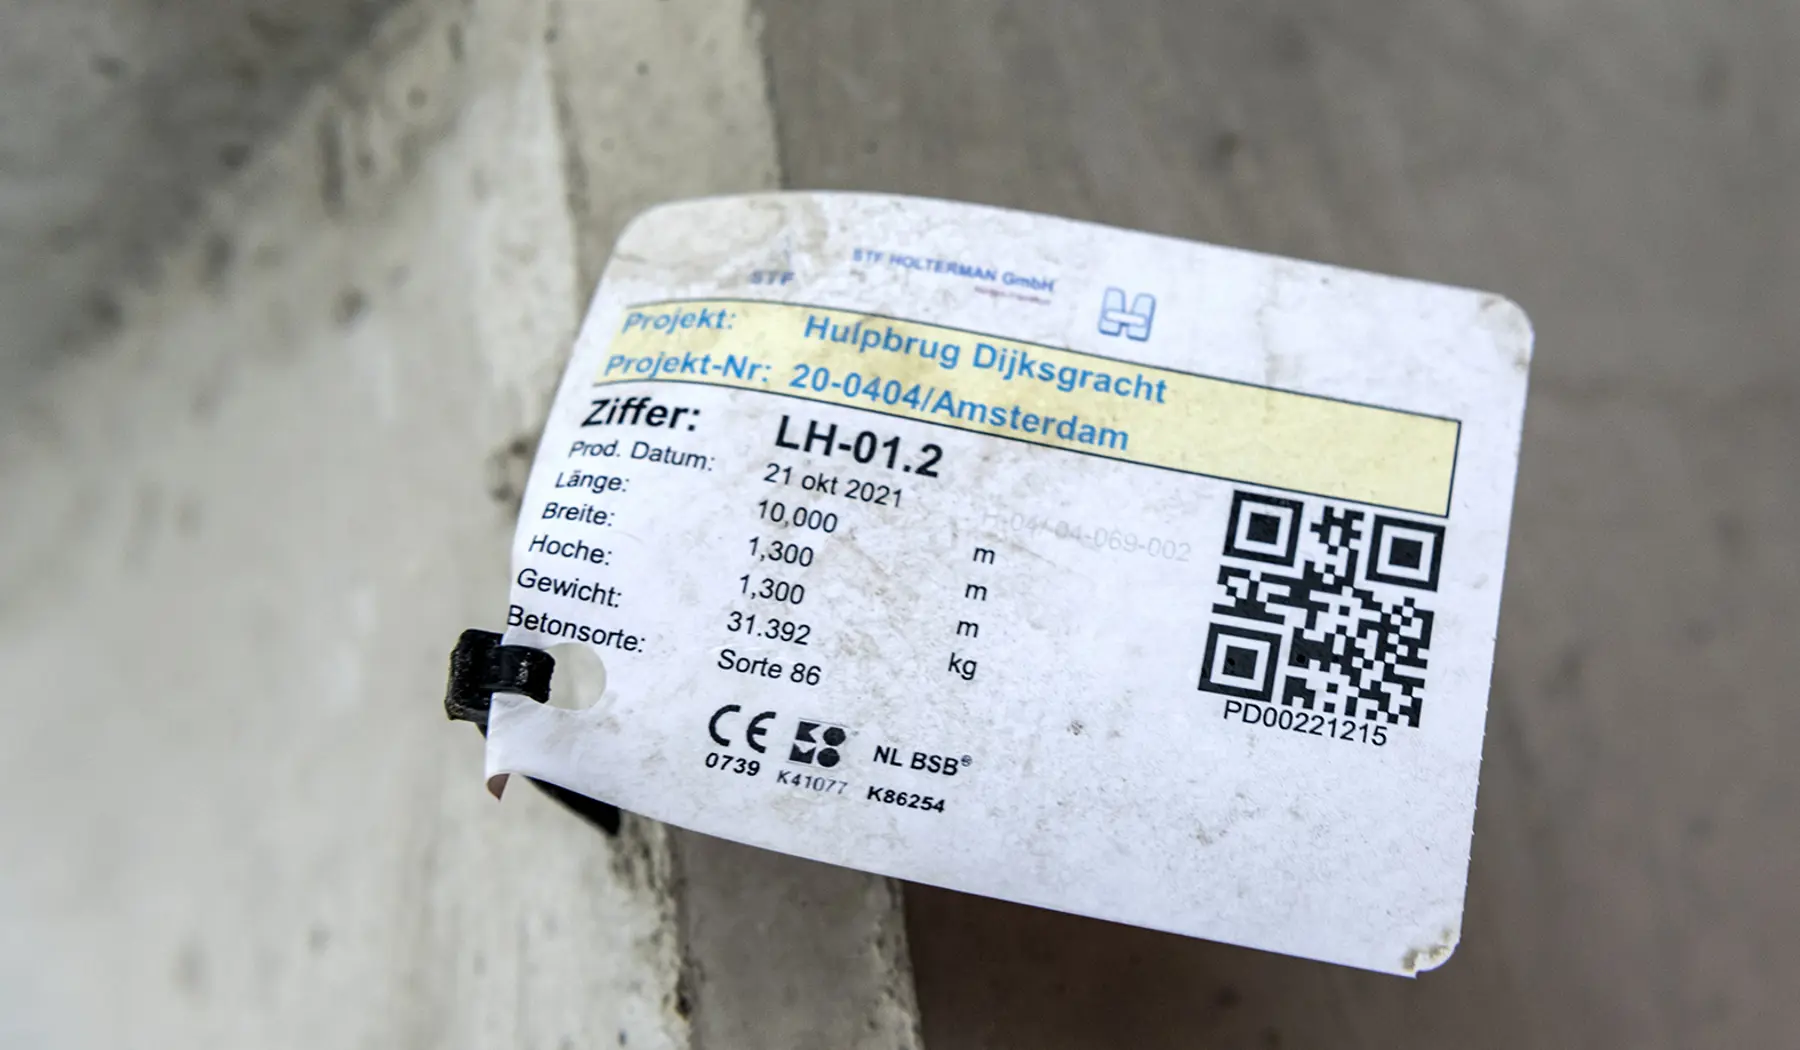 STF
STF HOLTERMAN GmbH
Projekt: Hulpbrug Dijksgracht
Projekt-Nr: 20-0404/Amsterdam
Ziffer: LH-01.2
Prod. Datum: 21 okt 2021
Länge: 10,000 m
Breite: 1,300 m
Hoche: 1,300 m
Gewicht: 31.392 kg
Betonsorte: Sorte 86
PD00221215
CE KOMO NL BSB®
0739 K41077 K86254